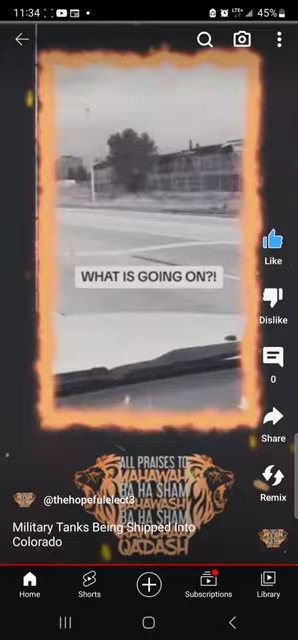 11:34
LTE+
45%
WHAT IS GOING ON?!
Like
Dislike
0
Share
Remix
ALL PRAISES TO
YAHAWAH
BA HA SHAM
YAHAWASHI
BA HA SHAM
QADASH
@thehopefulelect3
Military Tanks Being Shipped Into
Colorado
Home
Shorts
Subscriptions
Library